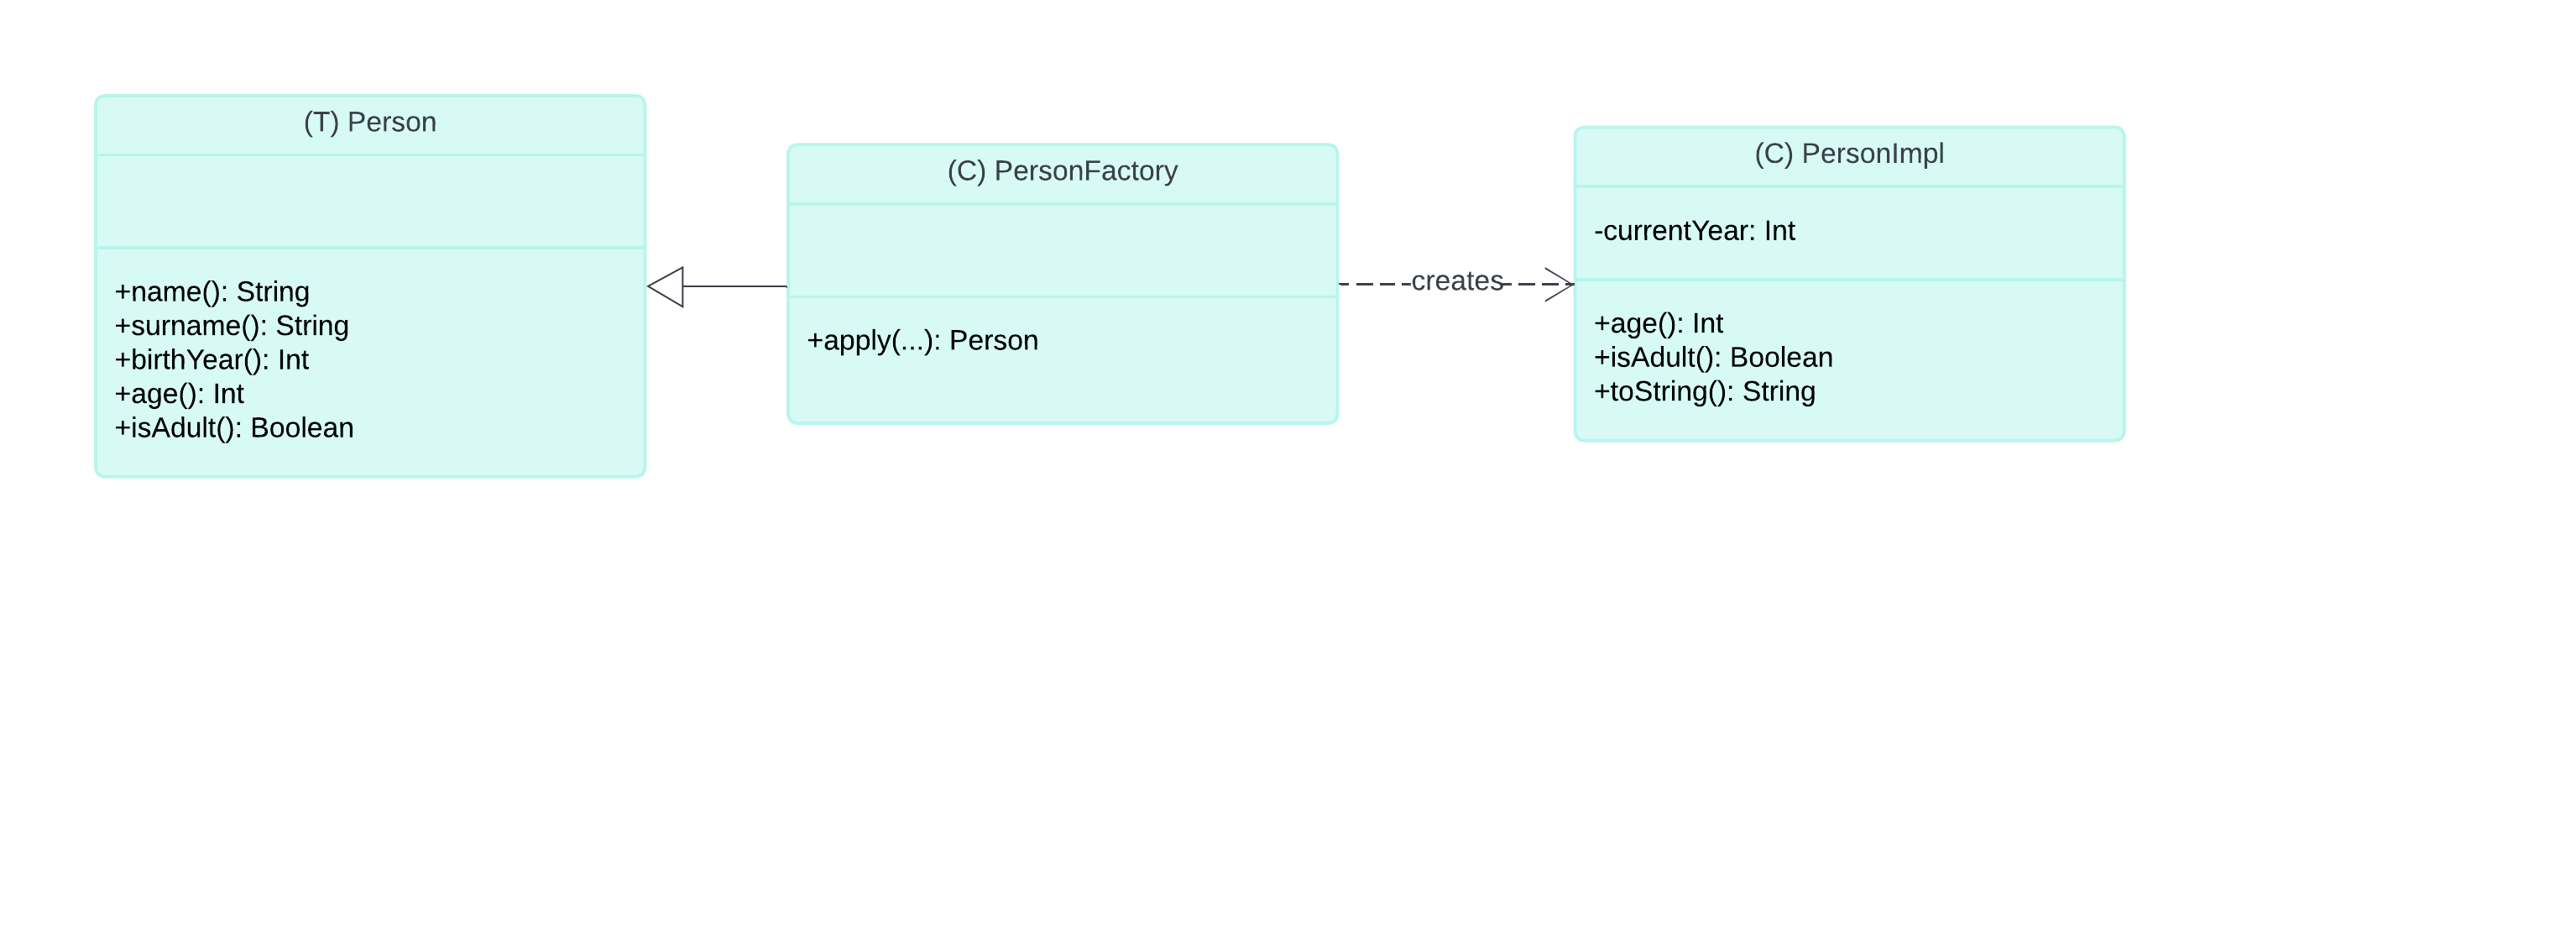 (T) Person
+name(): String
+surname(): String
+birthYear(): Int
+age(): Int
+isAdult(): Boolean
(C) PersonFactory
+apply(...): Person
creates
(C) PersonImpl
-currentYear: Int
+age(): Int
+isAdult(): Boolean
+toString(): String